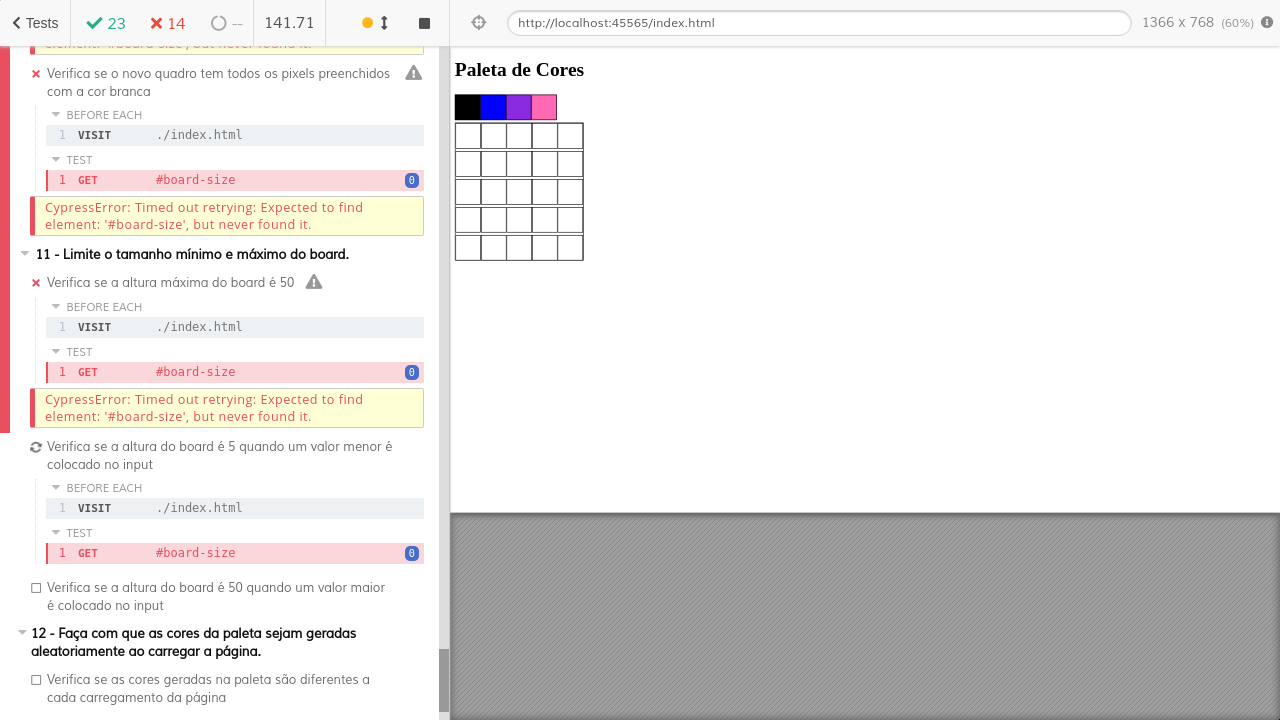 Tests 23 14 -- 141.71 http://localhost:45565/index.html 1366 x 768 (60%)
element: '#board-size', but never found it.
Verifica se o novo quadro tem todos os pixels preenchidos
com a cor branca
BEFORE EACH
1 VISIT ./index.html
TEST
1 GET #board-size 0
CypressError: Timed out retrying: Expected to find
element: '#board-size', but never found it.
11 - Limite o tamanho mínimo e máximo do board.
Verifica se a altura máxima do board é 50
BEFORE EACH
1 VISIT ./index.html
TEST
1 GET #board-size 0
CypressError: Timed out retrying: Expected to find
element: '#board-size', but never found it.
Verifica se a altura do board é 5 quando um valor menor é
colocado no input
BEFORE EACH
1 VISIT ./index.html
TEST
1 GET #board-size 0
Verifica se a altura do board é 50 quando um valor maior
é colocado no input
12 - Faça com que as cores da paleta sejam geradas
aleatoriamente ao carregar a página.
Verifica se as cores geradas na paleta são diferentes a
cada carregamento da página
Paleta de Cores